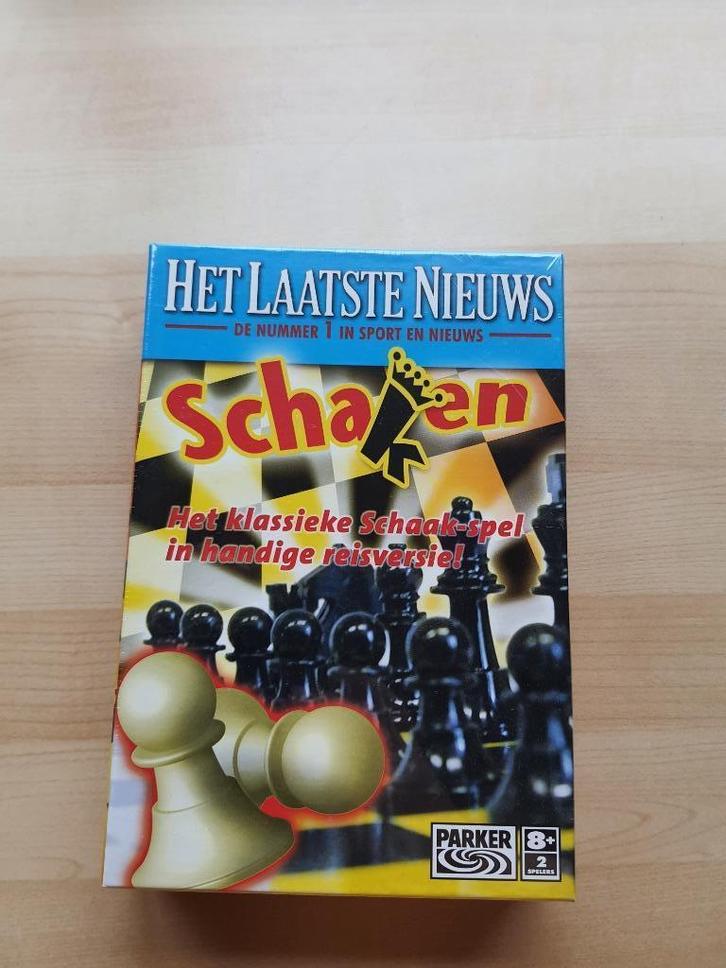 HET LAATSTE NIEUWS
DE NUMMER 1 IN SPORT EN NIEUWS
Schaken
Het klassieke Schaak-spel
in handige reisversie!
PARKER
8+
2
SPELERS